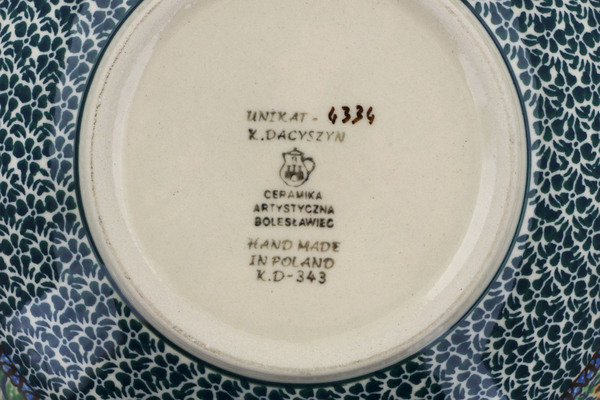 UNIKAT - 4334
K.DACYSZYN
CERAMIKA
ARTYSTYCZNA
BOLESŁAWIEC
HAND MADE
IN POLAND
K.D-343